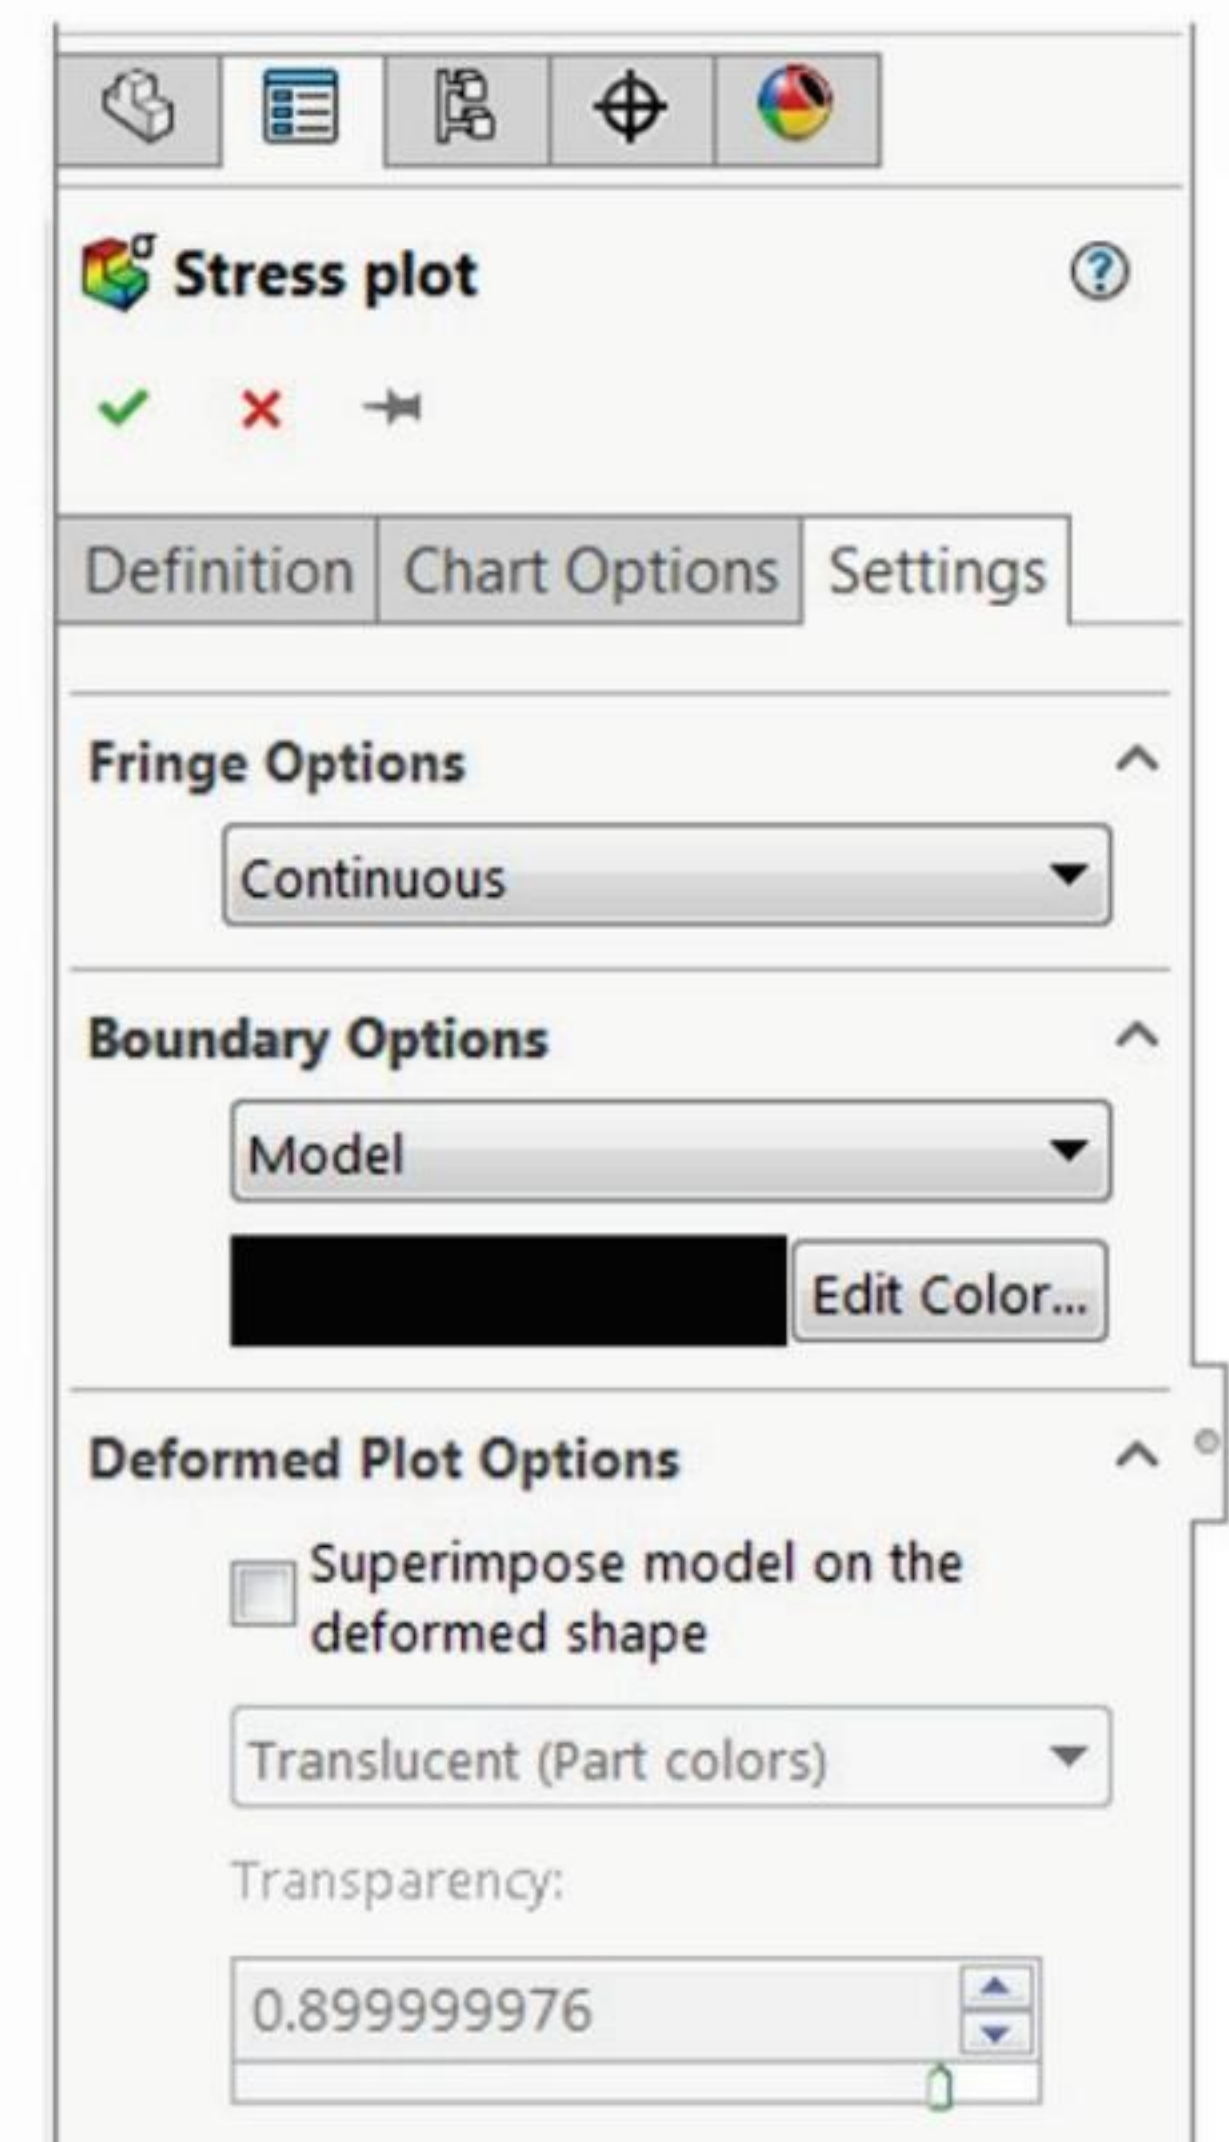 σ Stress plot
?
Definition Chart Options Settings
Fringe Options
Continuous
Boundary Options
Model
Edit Color...
Deformed Plot Options
Superimpose model on the
deformed shape
Translucent (Part colors)
Transparency:
0.899999976